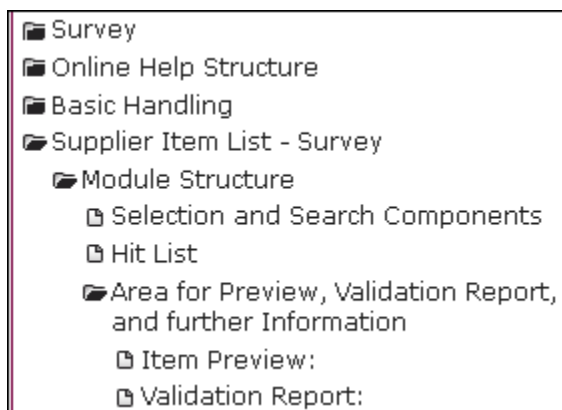 Survey
Online Help Structure
Basic Handling
Supplier Item List - Survey
Module Structure
Selection and Search Components
Hit List
Area for Preview, Validation Report,
and further Information
Item Preview:
Validation Report: